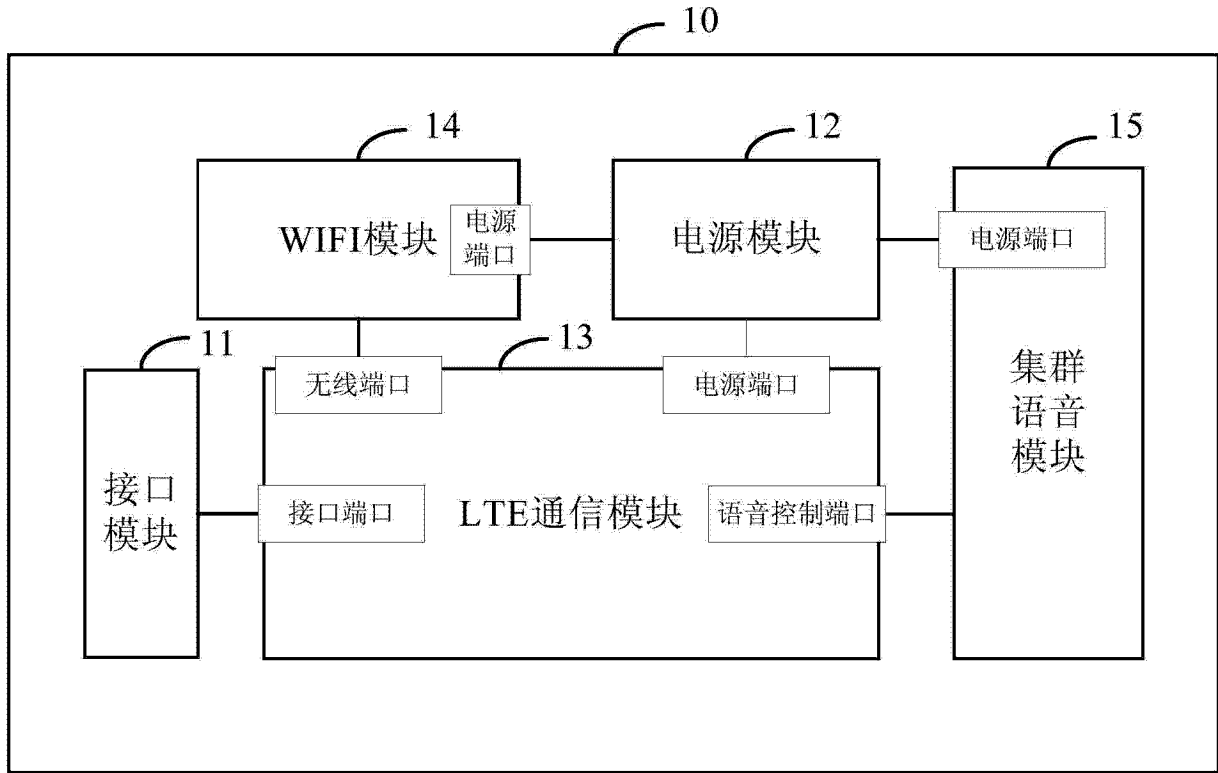 10
14
12
15
WIFI模块
电源
端口
电源模块
电源端口
11
13
无线端口
电源端口
集群
语音
模块
接口
模块
接口端口
LTE通信模块
语音控制端口